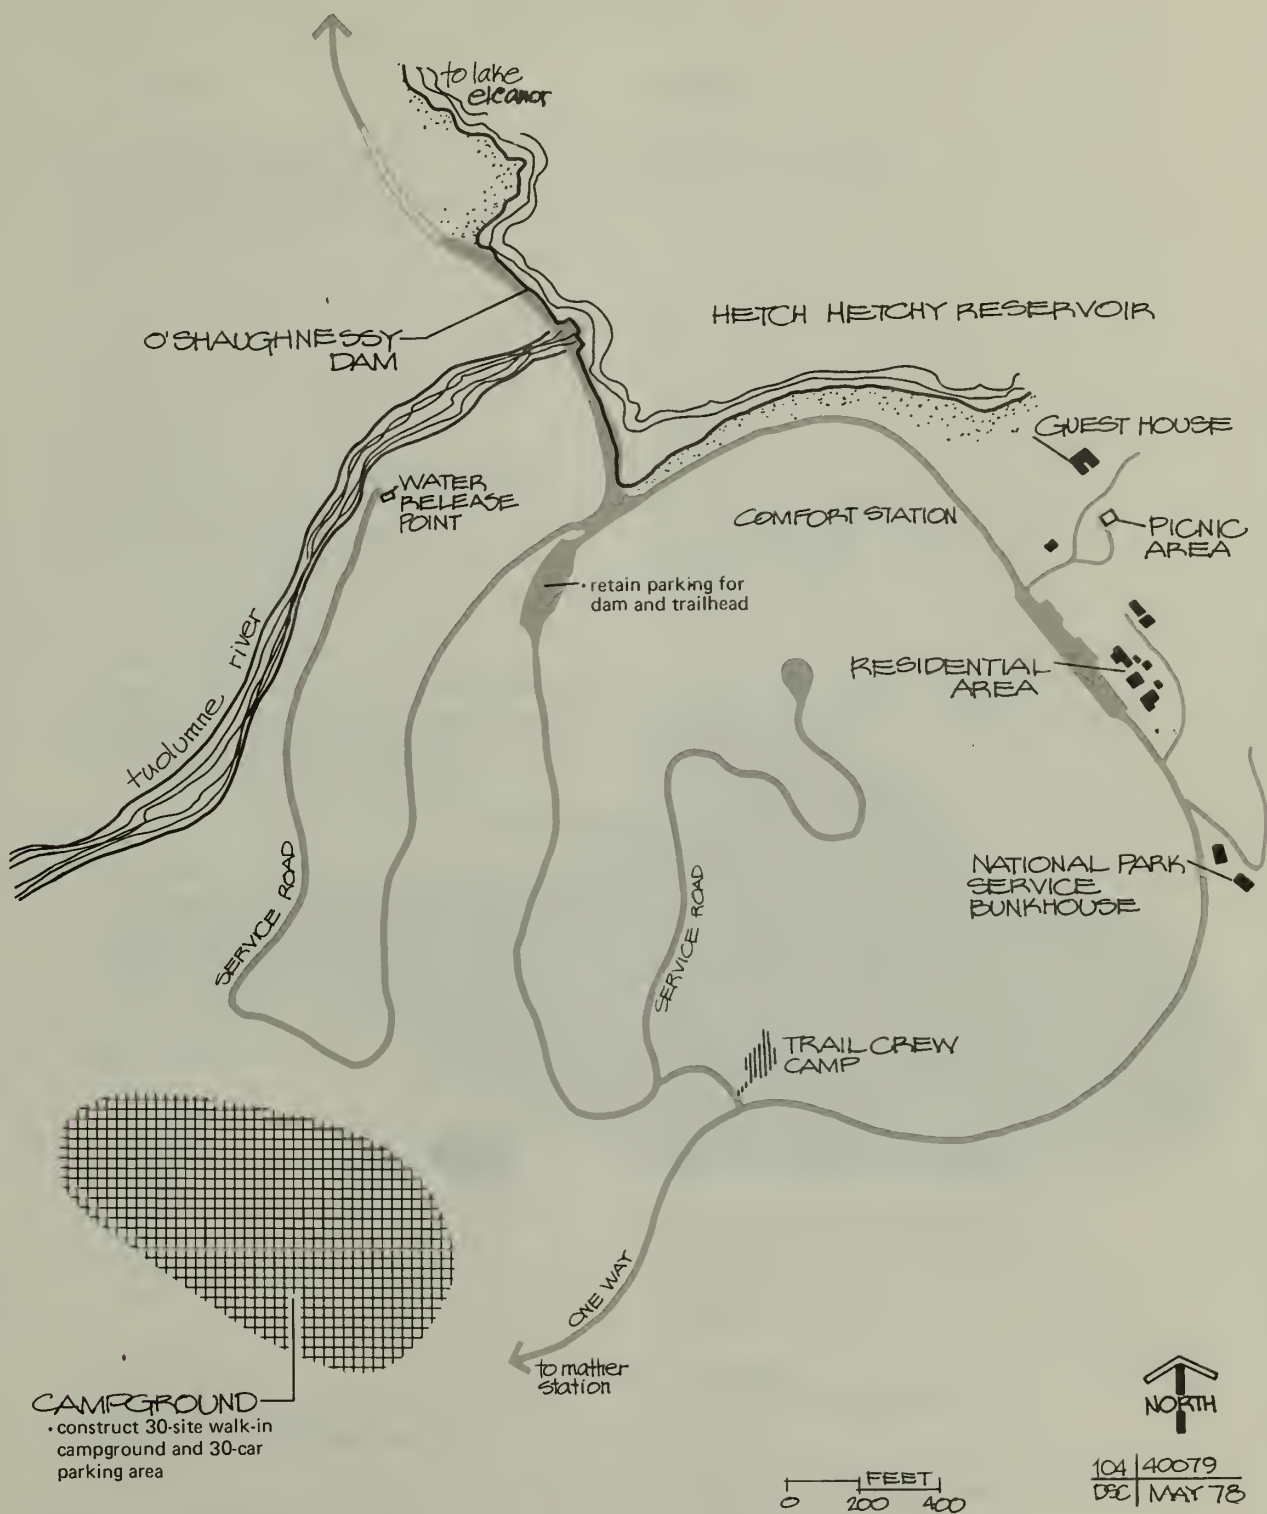 to lake
eleanor
HETCH HETCHY RESERVOIR
O'SHAUGHNESSY
DAM
GUEST HOUSE
WATER
RELEASE
POINT
COMFORT STATION
PICNIC
AREA
• retain parking for
dam and trailhead
tuolumne river
RESIDENTIAL
AREA
SERVICE ROAD
SERVICE ROAD
NATIONAL PARK
SERVICE
BUNKHOUSE
TRAIL CREW
CAMP
ONE WAY
to mather
station
CAMPGROUND
• construct 30-site walk-in
campground and 30-car
parking area
NORTH
FEET
0 200 400
104 40079
DSC MAY 78